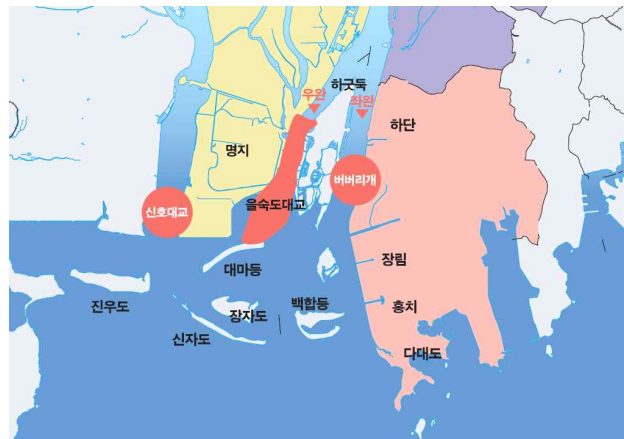 하굿둑
우완
좌완
하단
명지
버버리개
신호대교
을숙도대교
장림
대마등
진우도
장자도
백합등
홍치
신자도
다대도